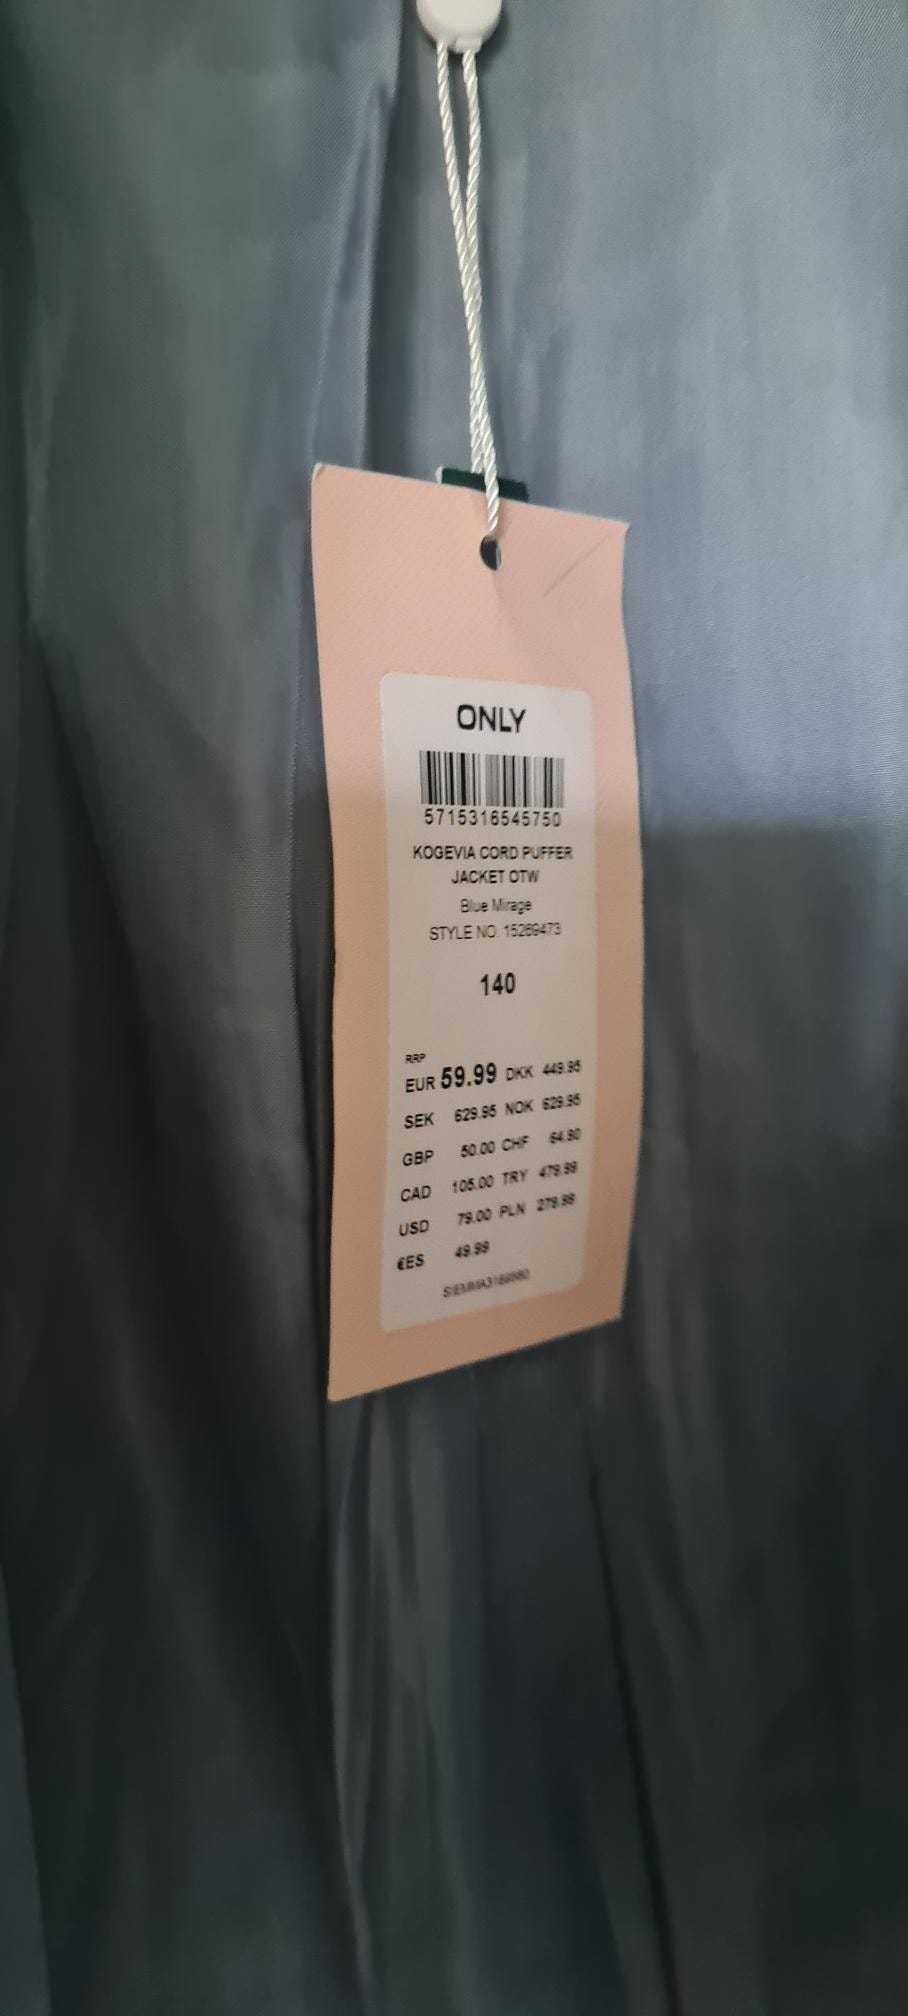 ONLY
5715316545750
KOGEVIA CORD PUFFER
JACKET OTW
Blue Mirage
STYLE NO. 15269473
140
RRP
EUR 59.99 DKK 449.95
SEK 629.95 NOK 629.95
GBP 50.00 CHF 64.90
CAD 105.00 TRY 479.99
USD 79.00 PLN 279.99
€ES 49.99